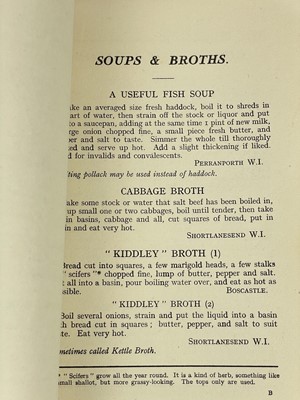 SOUPS & BROTHS.
A USEFUL FISH SOUP
ake an averaged size fresh haddock, boil it to shreds in
art of water, then strain off the stock or liquor and put
to a saucepan, adding at the same time 1 pint of new milk.
rge onion chopped fine, a small piece fresh butter, and
per and salt to taste. Simmer the whole till thoroughly
ed and serve up hot. Add a slight thickening if liked.
d for invalids and convalescents.
PERRANPORTH W.I.
ting pollack may be used instead of haddock.
CABBAGE BROTH
ake some stock or water that salt beef has been boiled in,
up small one or two cabbages, boil until tender, then take
in basins, cabbage and all, cut squares of bread, put in
in and eat very hot.
SHORTLANESEND W.I.
"KIDDLEY" BROTH (1)
Bread cut into squares, a few marigold heads, a few stalks
"scifers"* chopped fine, lump of butter, pepper and salt.
t all into a basin, pour boiling water over, and eat as hot as
sible.
BOSCASTLE.
"KIDDLEY" BROTH (2)
Boil several onions, strain and put the liquid into a basin
h bread cut in squares; butter, pepper, and salt to suit
te. Eat very hot.
SHORTLANESEND W.I.
metimes called Kettle Broth.
* "Scifers" grow all the year round. It is a kind of herb, something like
small shallot, but more grassy-looking. The tops only are used.
B